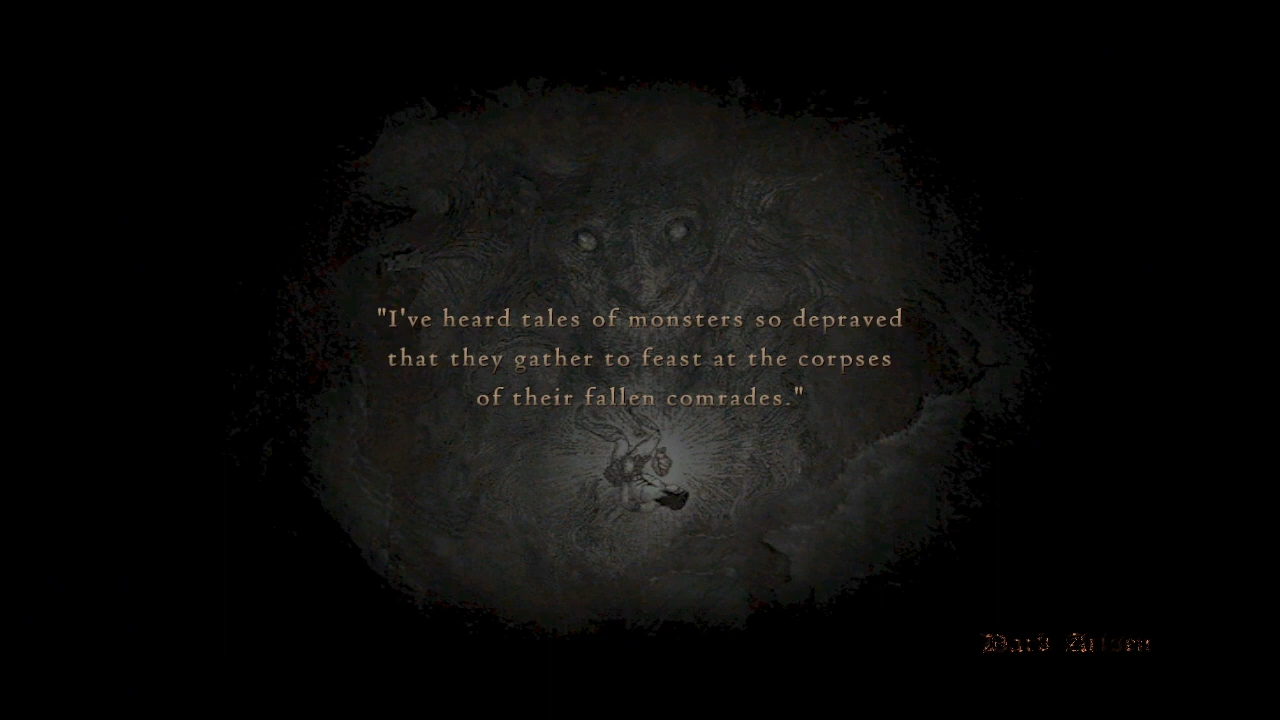 "I've heard tales of monsters so depraved
that they gather to feast at the corpses
of their fallen comrades."